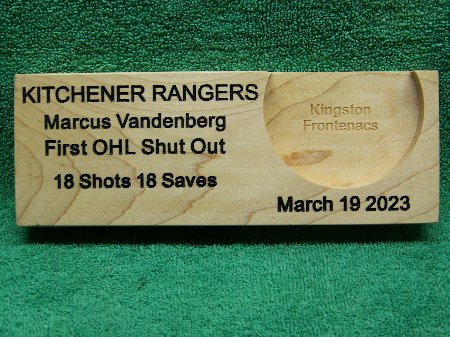 KITCHENER RANGERS
Marcus Vandenberg
First OHL Shut Out
18 Shots 18 Saves
Kingston
Frontenacs
March 19 2023